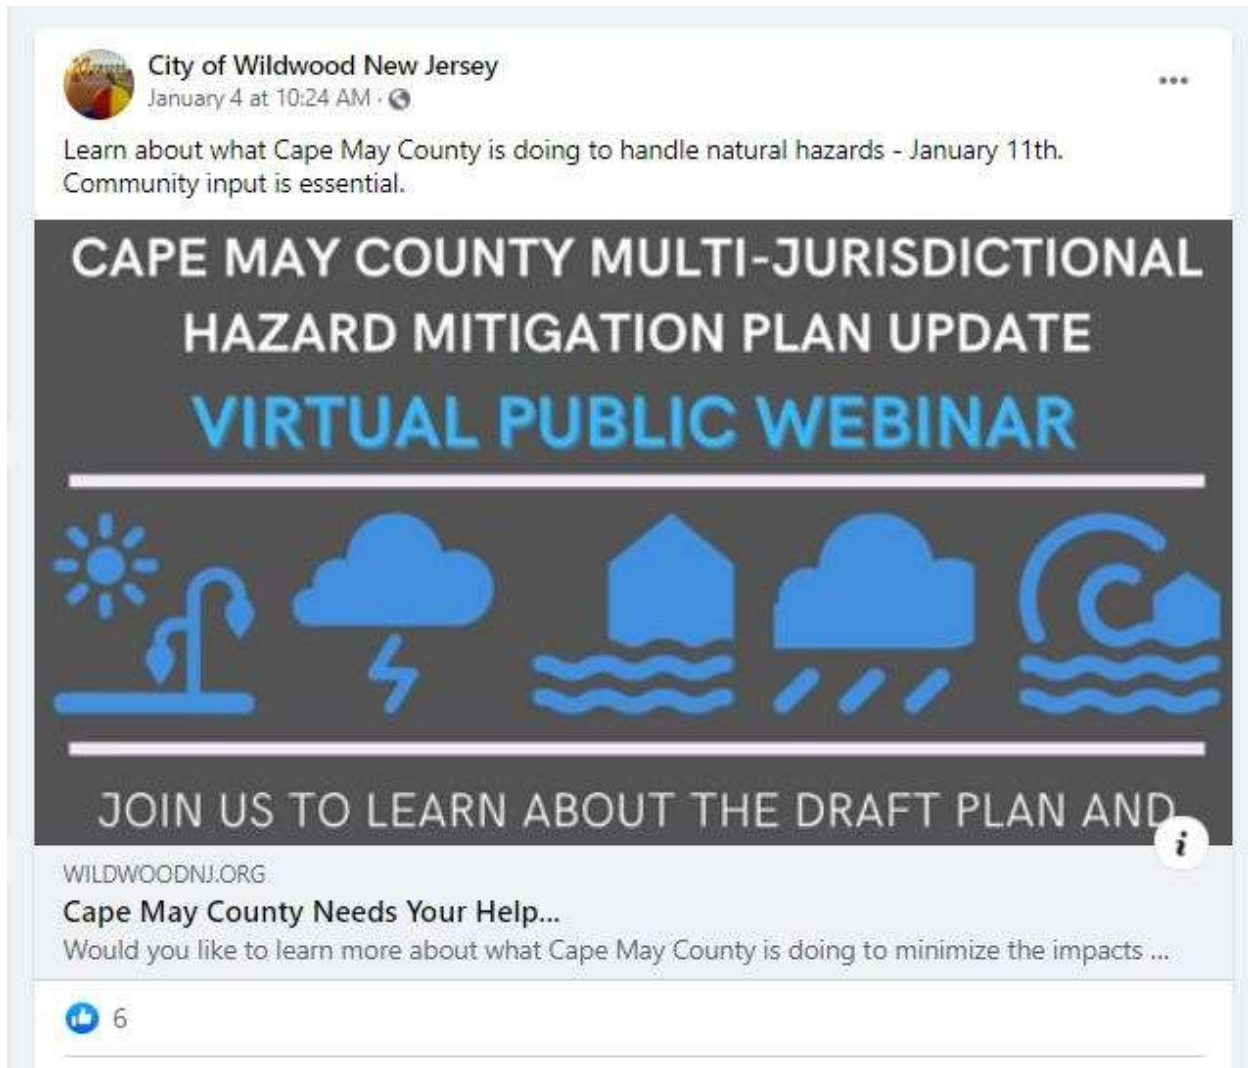 City of Wildwood New Jersey
January 4 at 10:24 AM ·
Learn about what Cape May County is doing to handle natural hazards - January 11th.
Community input is essential.
CAPE MAY COUNTY MULTI-JURISDICTIONAL
HAZARD MITIGATION PLAN UPDATE
VIRTUAL PUBLIC WEBINAR
JOIN US TO LEARN ABOUT THE DRAFT PLAN AND
i
WILDWOODNJ.ORG
Cape May County Needs Your Help...
Would you like to learn more about what Cape May County is doing to minimize the impacts ...
6